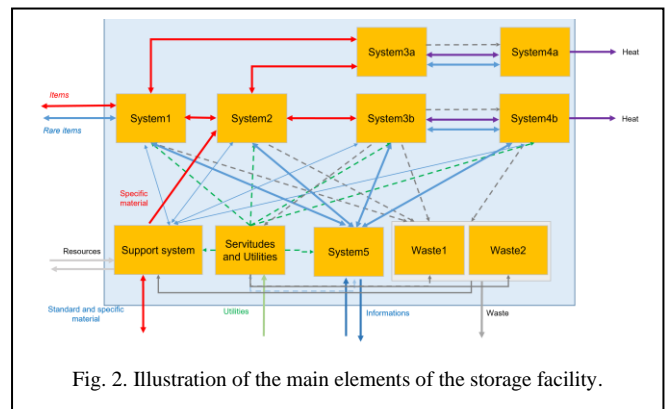 System3a
System4a
Heat
Items
Rare items
System1
System2
System3b
System4b
Heat
Specific
material
Resources
Support system
Servitudes
and Utilities
System5
Waste1
Waste2
Standard and specific
material
Utilities
Informations
Waste
Fig. 2. Illustration of the main elements of the storage facility.